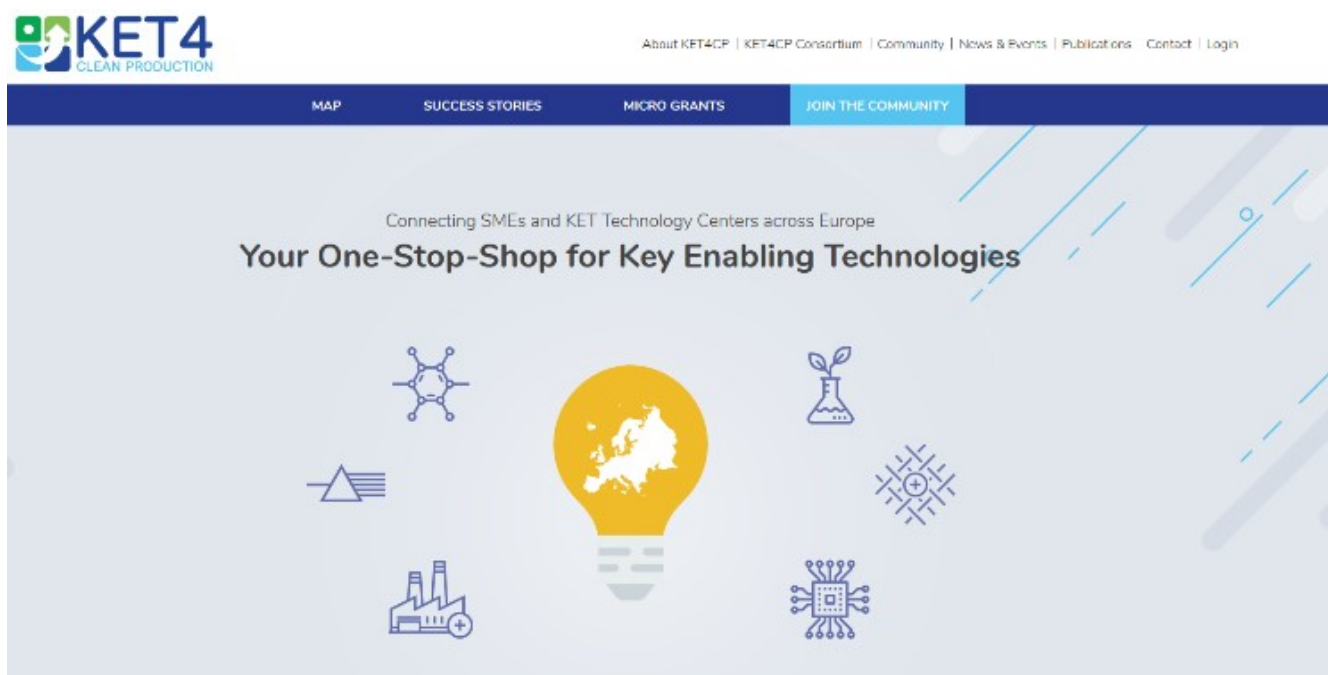 KET4
CLEAN PRODUCTION
About KET4CP | KET4CP Consortium | Community | News & Events | Publications Contact | Login
MAP SUCCESS STORIES MICRO GRANTS JOIN THE COMMUNITY
Connecting SMEs and KET Technology Centers across Europe
Your One-Stop-Shop for Key Enabling Technologies